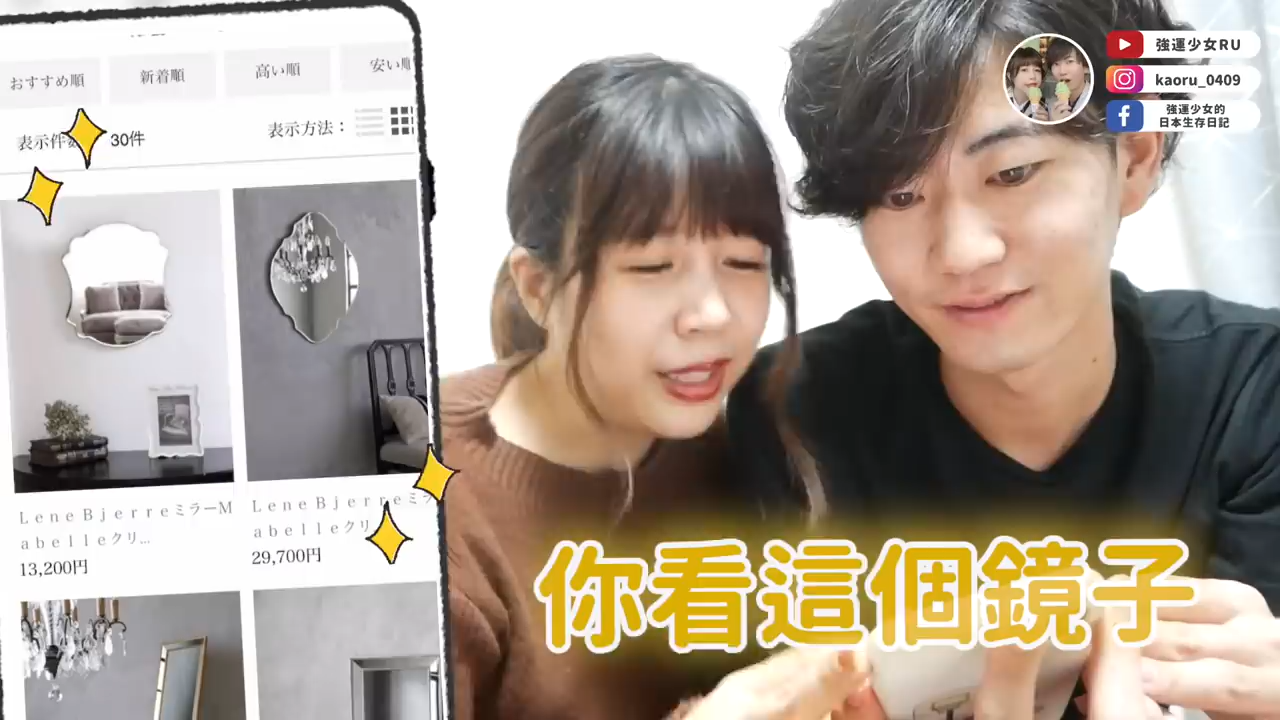 おすすめ順
新着順
高い順
安い順
表示件数
30件
表示方法：
ＬｅｎｅＢｊｅｒｒｅミラーM
ａｂｅｌｌｅクリ...
13,200円
ＬｅｎｅＢｊｅｒｒｅミラ
ａｂｅｌｌｅクリ
29,700円
強運少女RU
kaoru_0409
強運少女的
日本生存日記
你看這個鏡子